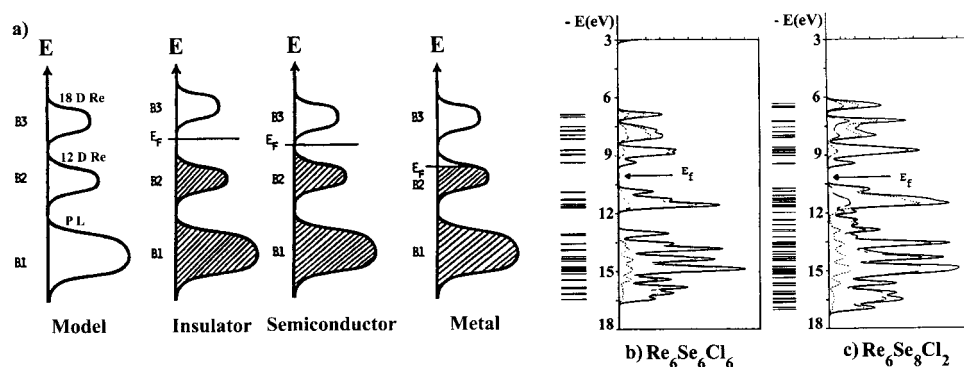 a)
E
E
E
E
18 D Re
B3
12 D Re
B2
P L
B1
Model
B3
E_F
B2
B1
Insulator
B3
E_F
B2
B1
Semiconductor
B3
E_F
B2
B1
Metal
- E(eV)
3
6
9
E_f
12
15
18
b) Re6Se6Cl6
- E(eV)
3
6
9
E_f
12
15
18
c) Re6Se8Cl2